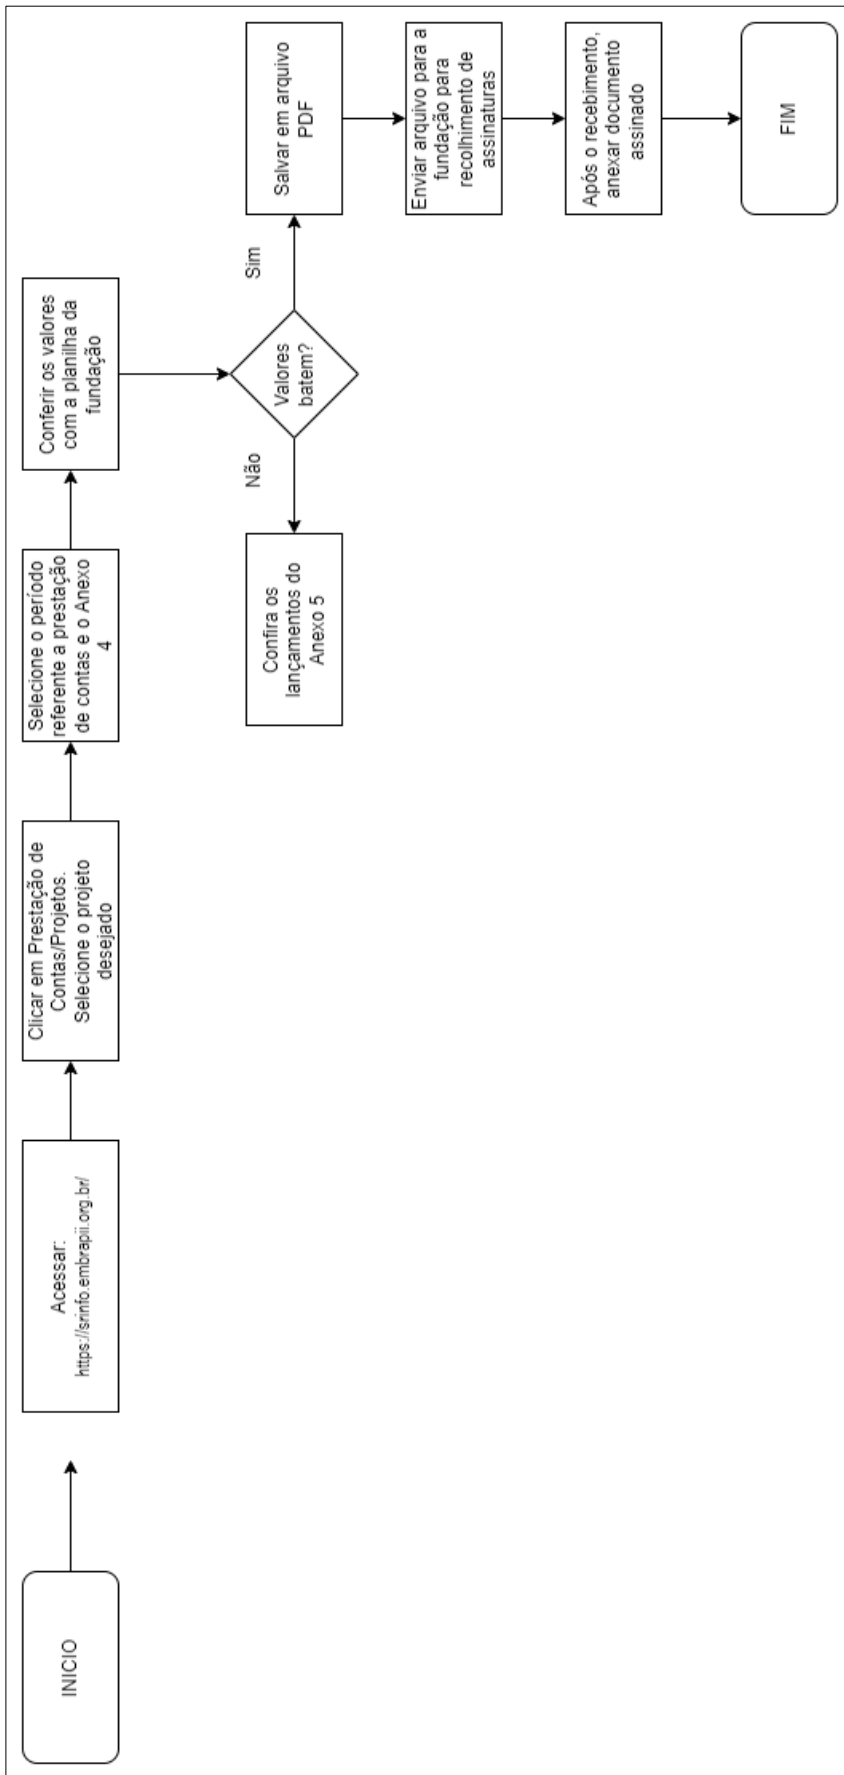 INICIO
Acessar:
https://srinfo.embrapii.org.br/
Clicar em Prestação de
Contas/Projetos.
Selecione o projeto
desejado
Selecione o período
referente a prestação
de contas e o Anexo
4
Conferir os valores
com a planilha da
fundação
Valores
batem?
Não
Sim
Confira os
lançamentos do
Anexo 5
Salvar em arquivo
PDF
Enviar arquivo para a
fundação para
recolhimento de
assinaturas
Após o recebimento,
anexar documento
assinado
FIM